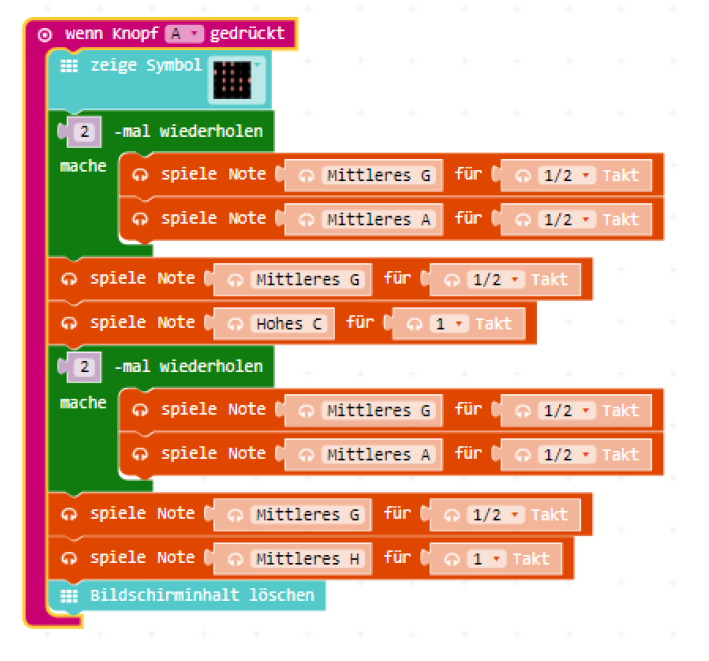 wenn Knopf A gedrückt
zeige Symbol
2 -mal wiederholen
mache
spiele Note Mittleres G für 1/2 Takt
spiele Note Mittleres A für 1/2 Takt
spiele Note Mittleres G für 1/2 Takt
spiele Note Hohes C für 1 Takt
2 -mal wiederholen
mache
spiele Note Mittleres G für 1/2 Takt
spiele Note Mittleres A für 1/2 Takt
spiele Note Mittleres G für 1/2 Takt
spiele Note Mittleres H für 1 Takt
Bildschirminhalt löschen